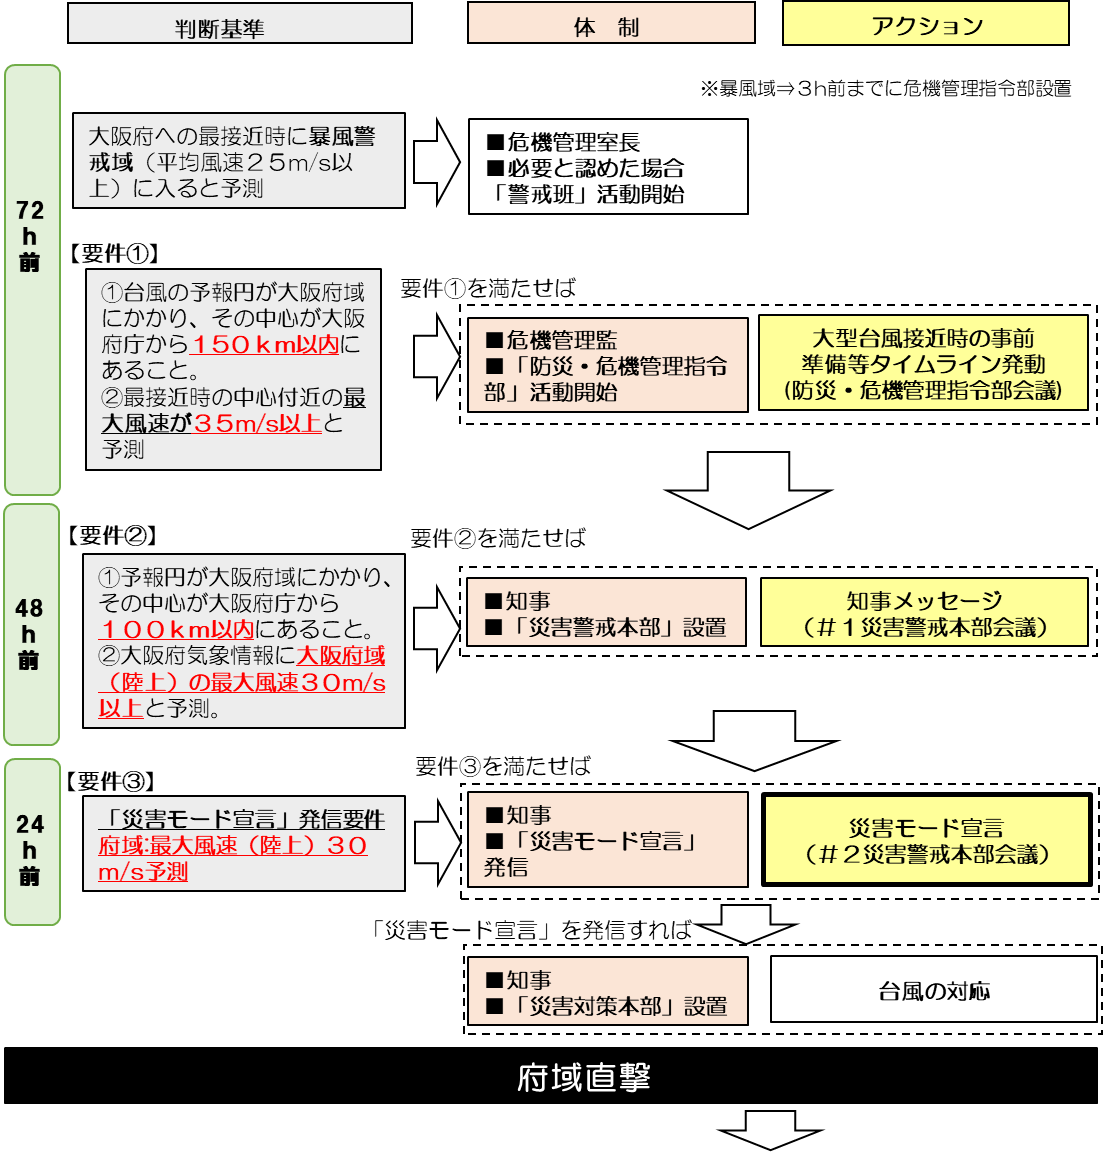 判断基準
体　制
アクション
※暴風域⇒３h前までに危機管理指令部設置
72
h
前
大阪府への最接近時に暴風警
戒域（平均風速２５m/s以
上）に入ると予測
■危機管理室長
■必要と認めた場合
「警戒班」活動開始
【要件①】
①台風の予報円が大阪府域
にかかり、その中心が大阪
府庁から１５０ｋm以内に
あること。
②最接近時の中心付近の最
大風速が３５m/s以上と
予測
要件①を満たせば
■危機管理監
■「防災・危機管理指令
部」活動開始
大型台風接近時の事前
準備等タイムライン発動
(防災・危機管理指令部会議)
48
h
前
【要件②】
①予報円が大阪府域にかかり、
その中心が大阪府庁から
１００ｋm以内にあること。
②大阪府気象情報に大阪府域
（陸上）の最大風速３０m/s
以上と予測。
要件②を満たせば
■知事
■「災害警戒本部」設置
知事メッセージ
（＃１災害警戒本部会議）
24
h
前
【要件③】
「災害モード宣言」発信要件
府域:最大風速（陸上）３０
m/s予測
要件③を満たせば
■知事
■「災害モード宣言」
発信
災害モード宣言
（＃２災害警戒本部会議）
「災害モード宣言」を発信すれば
■知事
■「災害対策本部」設置
台風の対応
府域直撃